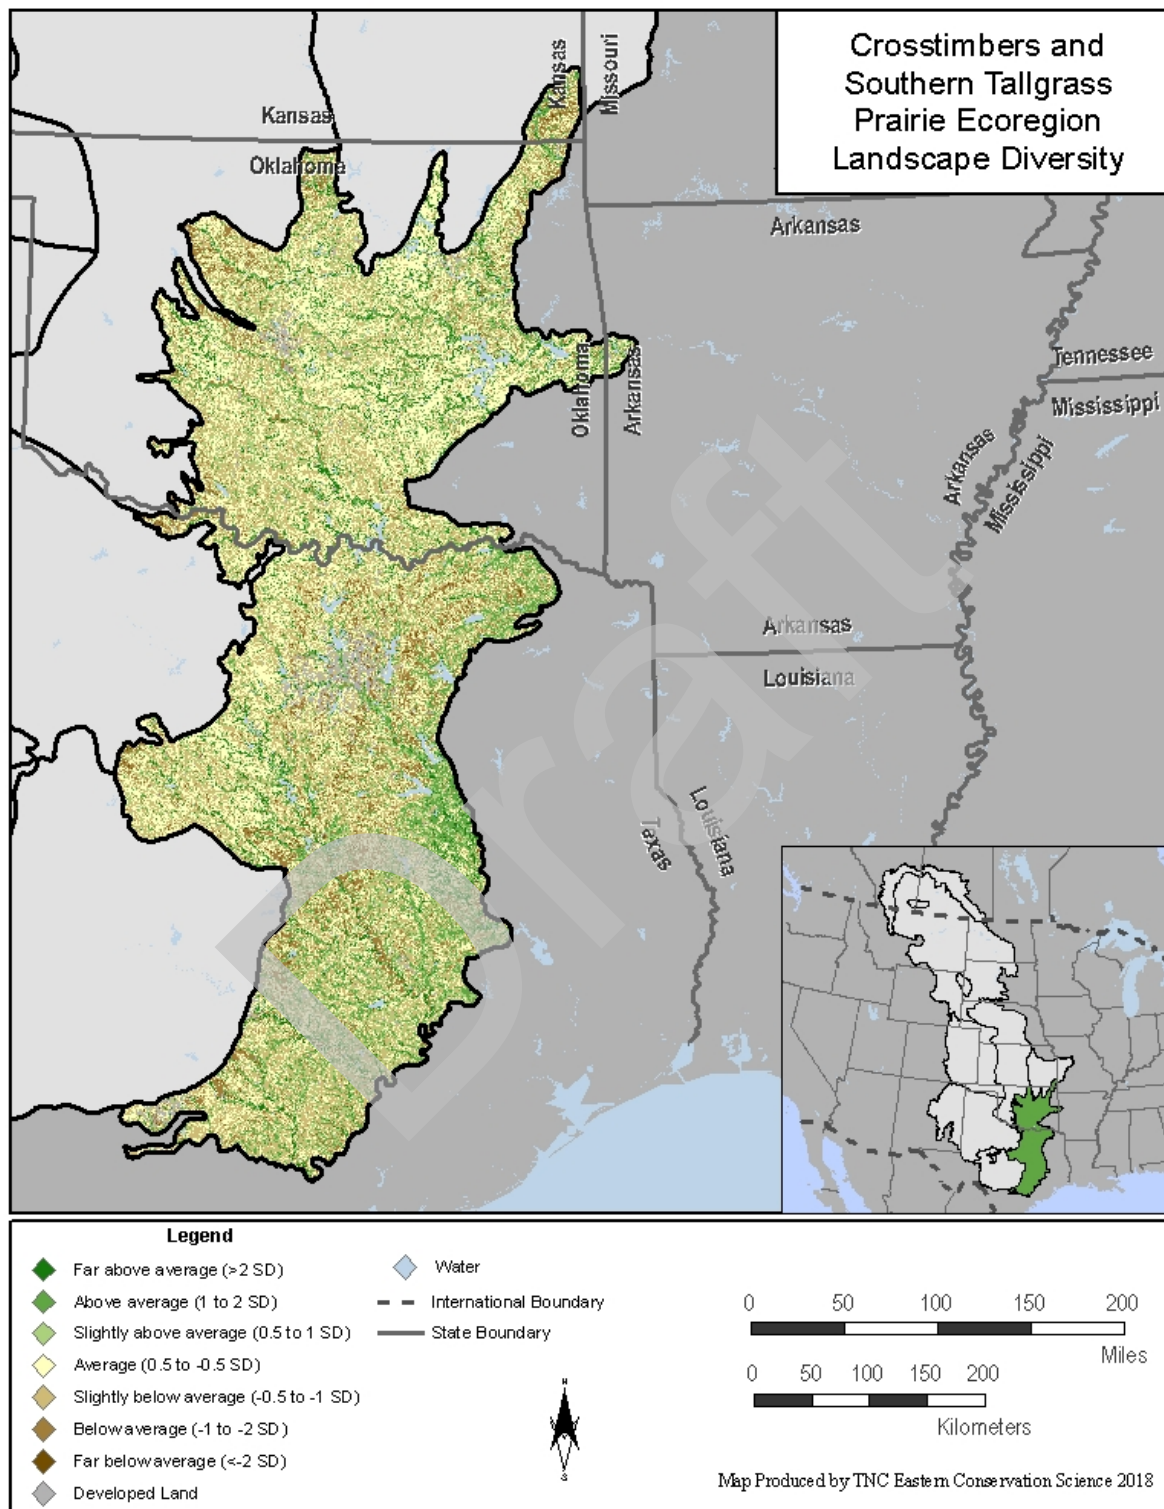 Crosstimbers and
Southern Tallgrass
Prairie Ecoregion
Landscape Diversity
Kansas
Missouri
Kansas
Oklahoma
Arkansas
Tennessee
Mississippi
Oklahoma
Arkansas
Arkansas
Mississippi
Arkansas
Louisiana
Texas
Louisiana
Draft
Legend
Far above average (>2 SD)
Above average (1 to 2 SD)
Slightly above average (0.5 to 1 SD)
Average (0.5 to -0.5 SD)
Slightly below average (-0.5 to -1 SD)
Below average (-1 to -2 SD)
Far below average (<-2 SD)
Developed Land
Water
International Boundary
State Boundary
N
S
0 50 100 150 200
Miles
0 50 100 150 200
Kilometers
Map Produced by TNC Eastern Conservation Science 2018